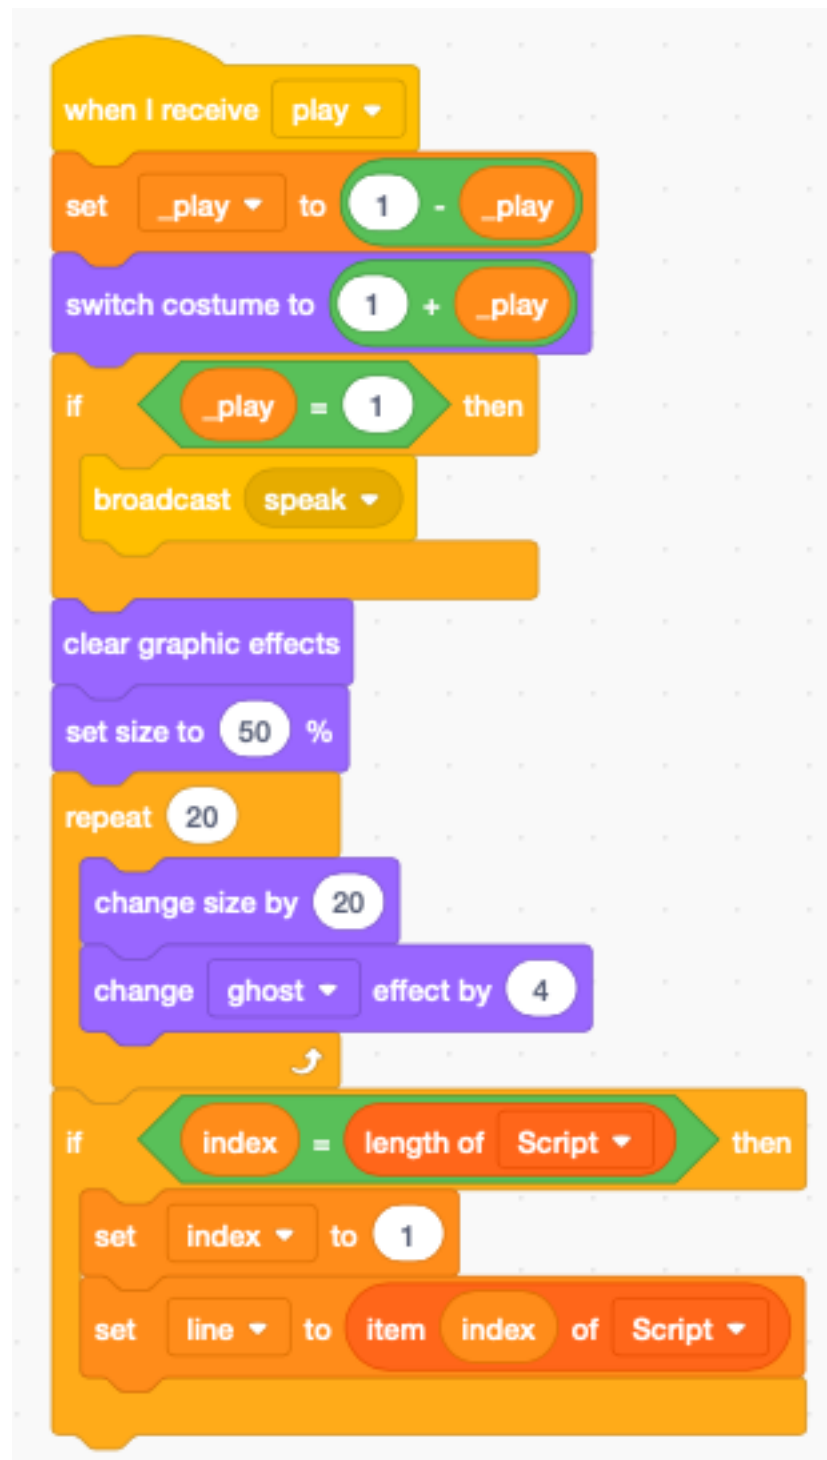 when I receive play
set _play to 1 - _play
switch costume to 1 + _play
if _play = 1 then
broadcast speak
clear graphic effects
set size to 50 %
repeat 20
change size by 20
change ghost effect by 4
if index = length of Script then
set index to 1
set line to item index of Script